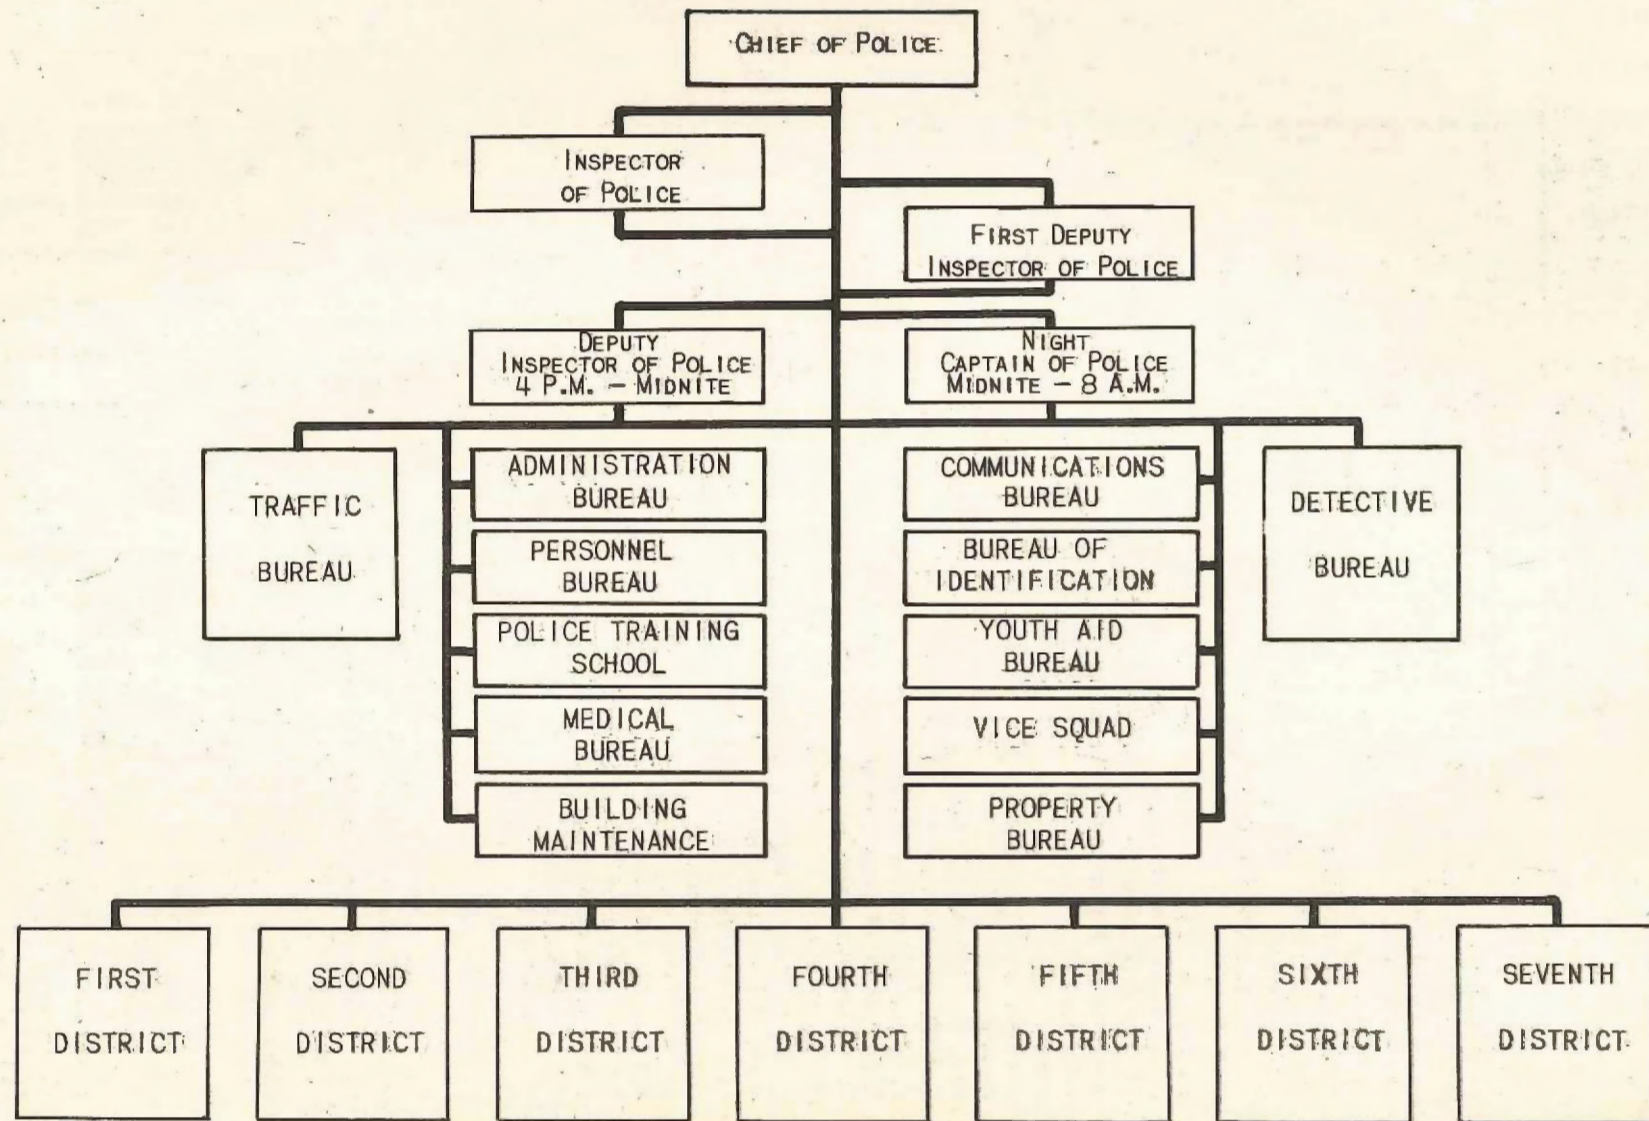 CHIEF OF POLICE
INSPECTOR
OF POLICE
FIRST DEPUTY
INSPECTOR OF POLICE
DEPUTY
INSPECTOR OF POLICE
4 P.M. - MIDNITE
NIGHT
CAPTAIN OF POLICE
MIDNITE - 8 A.M.
TRAFFIC
BUREAU
ADMINISTRATION
BUREAU
PERSONNEL
BUREAU
POLICE TRAINING
SCHOOL
MEDICAL
BUREAU
BUILDING
MAINTENANCE
COMMUNICATIONS
BUREAU
BUREAU OF
IDENTIFICATION
YOUTH AID
BUREAU
VICE SQUAD
PROPERTY
BUREAU
DETECTIVE
BUREAU
FIRST
DISTRICT
SECOND
DISTRICT
THIRD
DISTRICT
FOURTH
DISTRICT
FIFTH
DISTRICT
SIXTH
DISTRICT
SEVENTH
DISTRICT